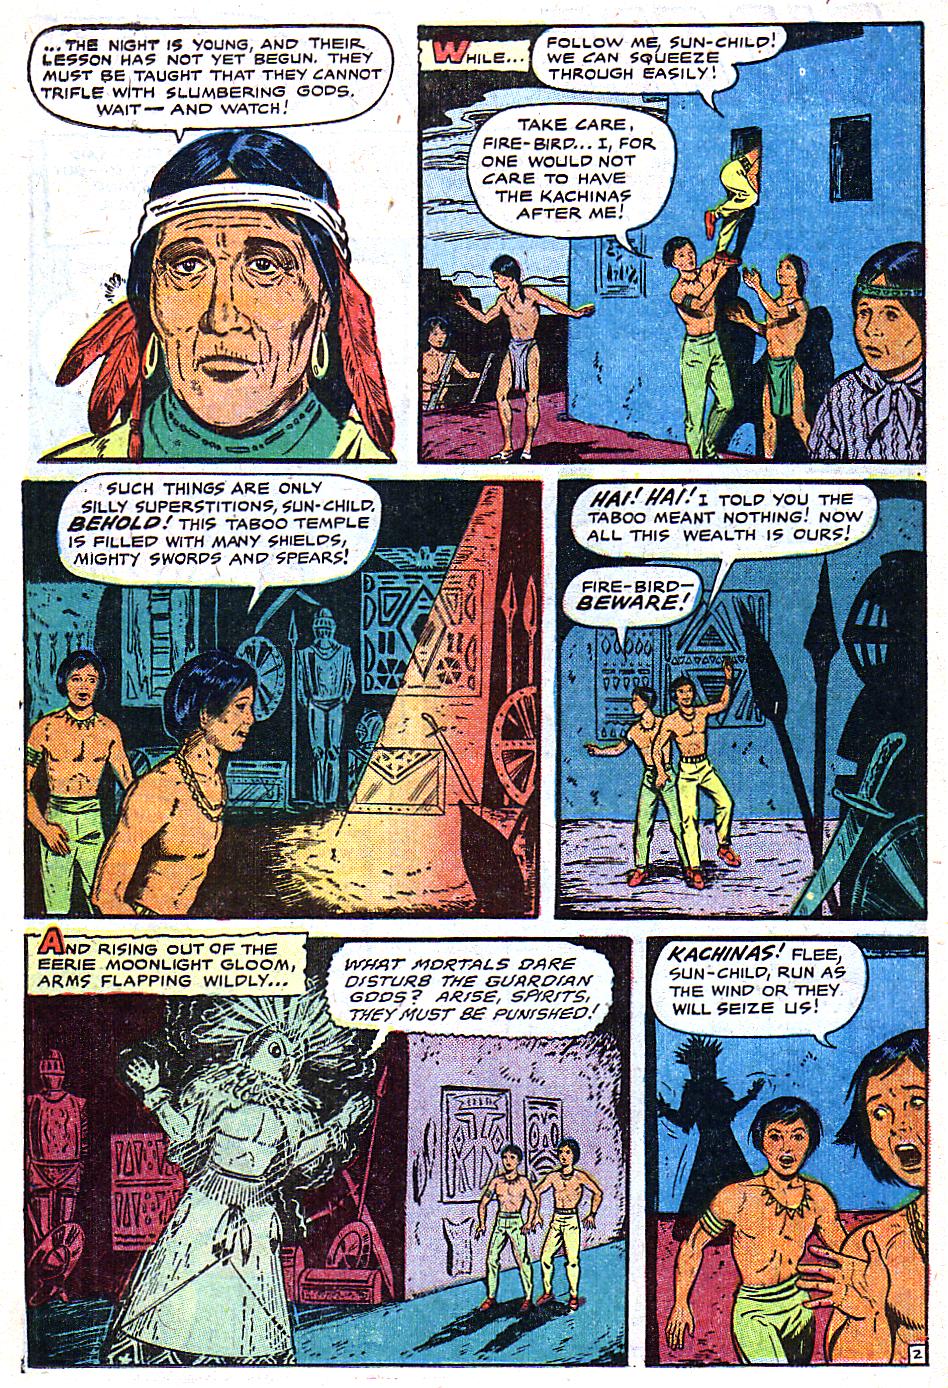 ... THE NIGHT IS YOUNG, AND THEIR
LESSON HAS NOT YET BEGUN. THEY
MUST BE TAUGHT THAT THEY CANNOT
TRIFLE WITH SLUMBERING GODS.
WAIT — AND WATCH!
WHILE...
FOLLOW ME, SUN-CHILD!
WE CAN SQUEEZE
THROUGH EASILY!
TAKE CARE,
FIRE-BIRD... I, FOR
ONE WOULD NOT
CARE TO HAVE
THE KACHINAS
AFTER ME!
SUCH THINGS ARE ONLY
SILLY SUPERSTITIONS, SUN-CHILD.
BEHOLD! THIS TABOO TEMPLE
IS FILLED WITH MANY SHIELDS,
MIGHTY SWORDS AND SPEARS!
HAI! HAI! I TOLD YOU THE
TABOO MEANT NOTHING! NOW
ALL THIS WEALTH IS OURS!
FIRE-BIRD—
BEWARE!
AND RISING OUT OF THE
EERIE MOONLIGHT GLOOM,
ARMS FLAPPING WILDLY...
WHAT MORTALS DARE
DISTURB THE GUARDIAN
GODS? ARISE, SPIRITS,
THEY MUST BE PUNISHED!
KACHINAS! FLEE,
SUN-CHILD, RUN AS
THE WIND OR THEY
WILL SEIZE US!
2